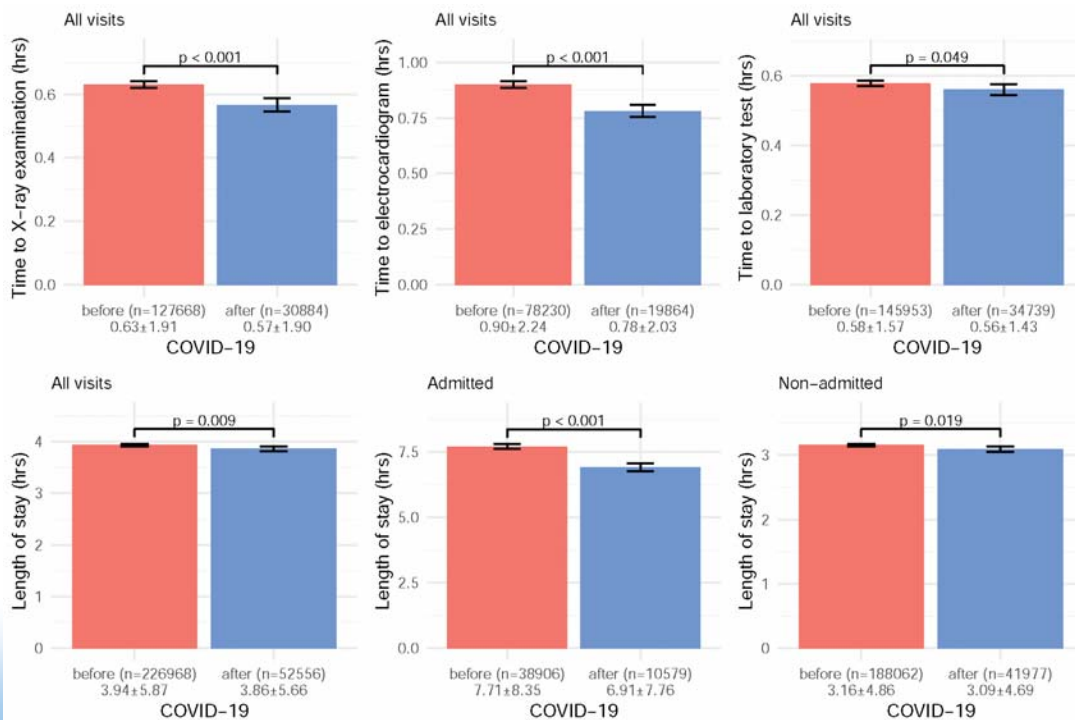 All visits
Time to X-ray examination (hrs)
0.6
0.4
0.2
0.0
p < 0.001
before (n=127668)
0.63±1.91
after (n=30884)
0.57±1.90
COVID-19
All visits
Time to electrocardiogram (hrs)
1.00
0.75
0.50
0.25
0.00
p < 0.001
before (n=78230)
0.90±2.24
after (n=19864)
0.78±2.03
COVID-19
All visits
Time to laboratory test (hrs)
0.6
0.4
0.2
0.0
p = 0.049
before (n=145953)
0.58±1.57
after (n=34739)
0.56±1.43
COVID-19
All visits
Length of stay (hrs)
4
3
2
1
0
p = 0.009
before (n=226968)
3.94±5.87
after (n=52556)
3.86±5.66
COVID-19
Admitted
Length of stay (hrs)
7.5
5.0
2.5
0.0
p < 0.001
before (n=38906)
7.71±8.35
after (n=10579)
6.91±7.76
COVID-19
Non-admitted
Length of stay (hrs)
3
2
1
0
p = 0.019
before (n=188062)
3.16±4.86
after (n=41977)
3.09±4.69
COVID-19